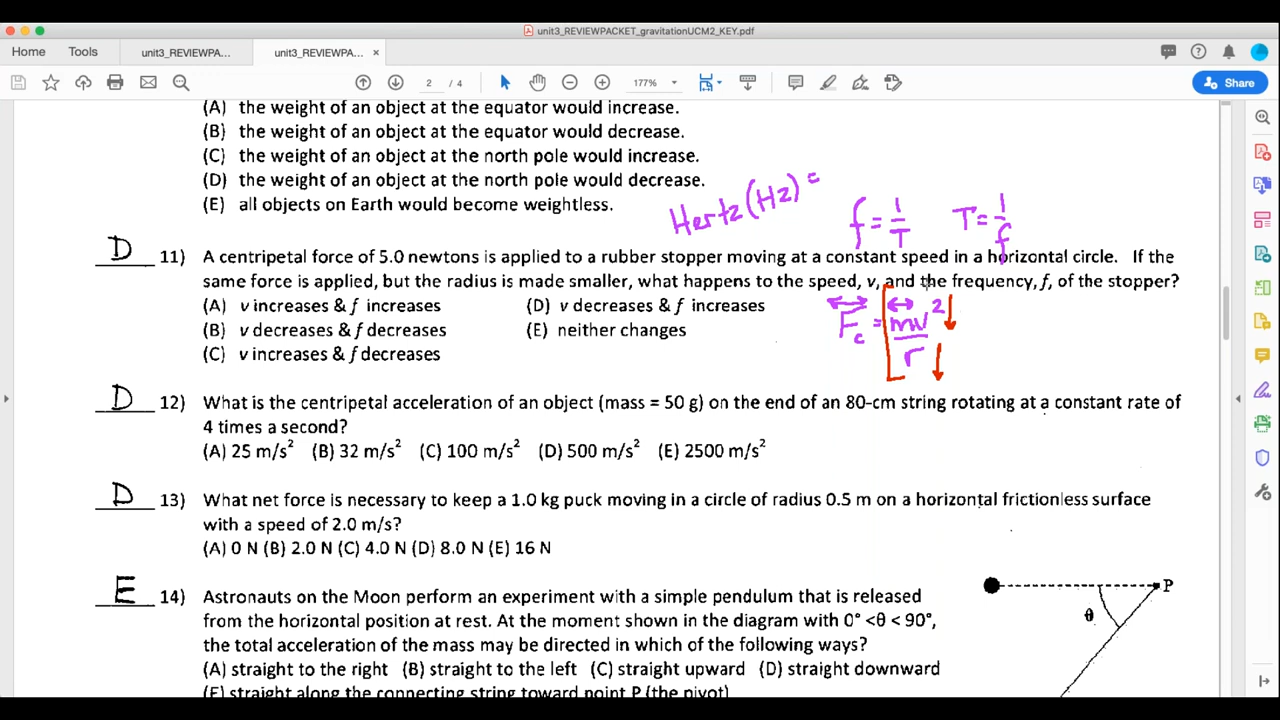 unit3_REVIEWPACKET_gravitationUCM2_KEY.pdf
Home Tools unit3_REVIEWPA... unit3_REVIEWPA... ×
2 / 4 177% Share
(A) the weight of an object at the equator would increase.
(B) the weight of an object at the equator would decrease.
(C) the weight of an object at the north pole would increase.
(D) the weight of an object at the north pole would decrease.
(E) all objects on Earth would become weightless.
Hertz (Hz) =
f = 1/T T = 1/f
D 11) A centripetal force of 5.0 newtons is applied to a rubber stopper moving at a constant speed in a horizontal circle. If the
same force is applied, but the radius is made smaller, what happens to the speed, v, and the frequency, f, of the stopper?
(A) v increases & f increases (D) v decreases & f increases
(B) v decreases & f decreases (E) neither changes
(C) v increases & f decreases
Fc = mv²/r
D 12) What is the centripetal acceleration of an object (mass = 50 g) on the end of an 80-cm string rotating at a constant rate of
4 times a second?
(A) 25 m/s² (B) 32 m/s² (C) 100 m/s² (D) 500 m/s² (E) 2500 m/s²
D 13) What net force is necessary to keep a 1.0 kg puck moving in a circle of radius 0.5 m on a horizontal frictionless surface
with a speed of 2.0 m/s?
(A) 0 N (B) 2.0 N (C) 4.0 N (D) 8.0 N (E) 16 N
E 14) Astronauts on the Moon perform an experiment with a simple pendulum that is released
from the horizontal position at rest. At the moment shown in the diagram with 0° <θ < 90°,
the total acceleration of the mass may be directed in which of the following ways?
(A) straight to the right (B) straight to the left (C) straight upward (D) straight downward
(E) straight along the connecting string toward point P (the pivot)
P
θ